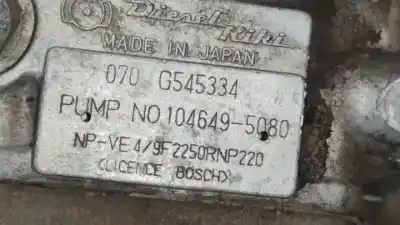 Diesel Kiki
MADE IN JAPAN
070 G545334
PUMP NO 104649-5080
NP-VE4/9F2250RNP220
(LICENCE BOSCH)